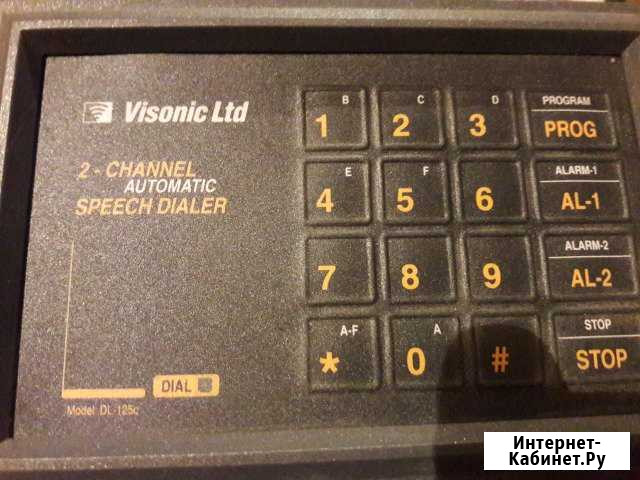 Visonic Ltd
2 - CHANNEL
AUTOMATIC
SPEECH DIALER
DIAL
Model DL-125c
B
1
C
2
D
3
PROGRAM
PROG
E
4
F
5
6
ALARM-1
AL-1
7
8
9
ALARM-2
AL-2
A-F
*
A
0
#
STOP
STOP
Интернет-
Кабинет.Ру